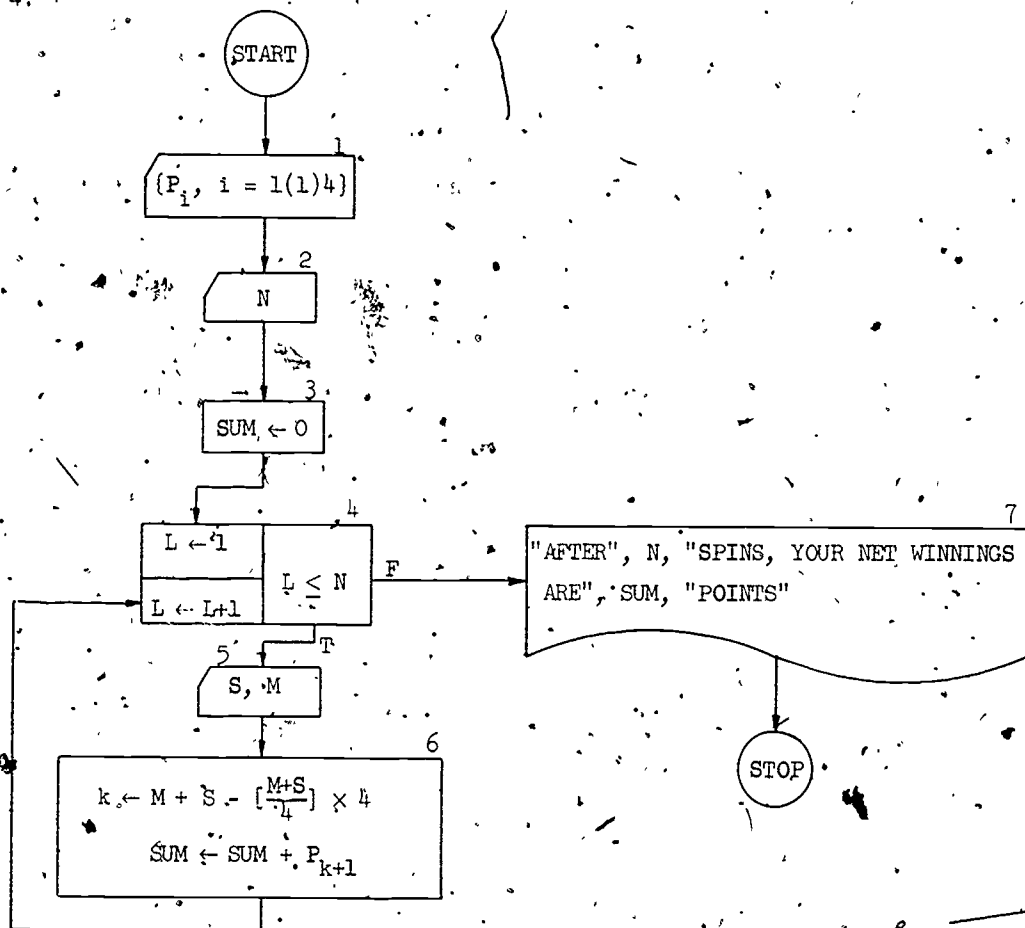 4.
START
1
{P_i, i = 1(1)4}
2
N
3
SUM ← 0
4
L ← 1
L ≤ N
L ← L+1
F
T
7
"AFTER", N, "SPINS, YOUR NET WINNINGS
ARE", SUM, "POINTS"
5
S, M
6
k ← M + S - [\frac{M+S}{4}] × 4
SUM ← SUM + P_{k+1}
STOP